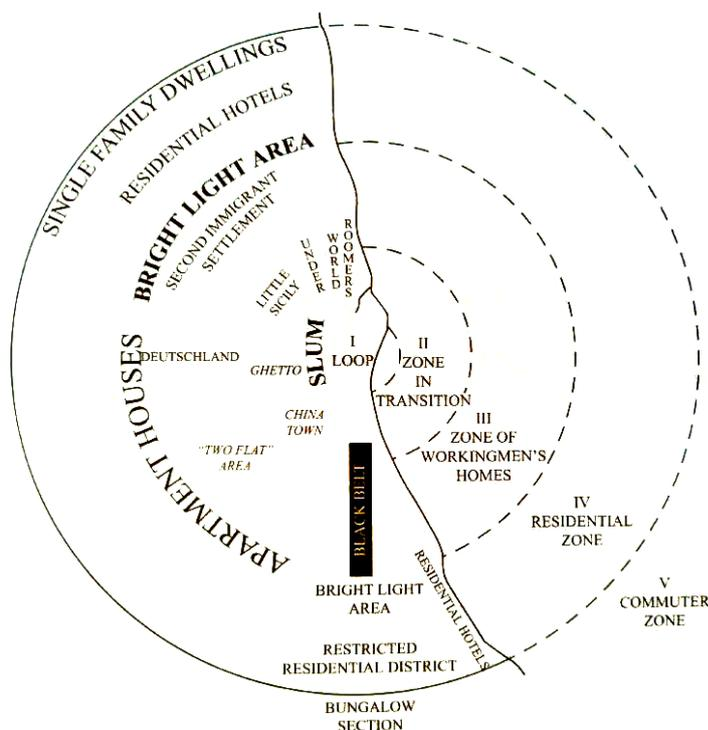 SINGLE FAMILY DWELLINGS
RESIDENTIAL HOTELS
BRIGHT LIGHT AREA
SECOND IMMIGRANT
SETTLEMENT
LITTLE
SICILY
UNDER
WORLD
ROOMERS
APARTMENT HOUSES
DEUTSCHLAND
GHETTO
SLUM
I
LOOP
II
ZONE
IN
TRANSITION
CHINA
TOWN
"TWO FLAT"
AREA
BLACK BELT
III
ZONE OF
WORKINGMEN'S
HOMES
IV
RESIDENTIAL
ZONE
V
COMMUTER
ZONE
BRIGHT LIGHT
AREA
RESIDENTIAL HOTELS
RESTRICTED
RESIDENTIAL DISTRICT
BUNGALOW
SECTION